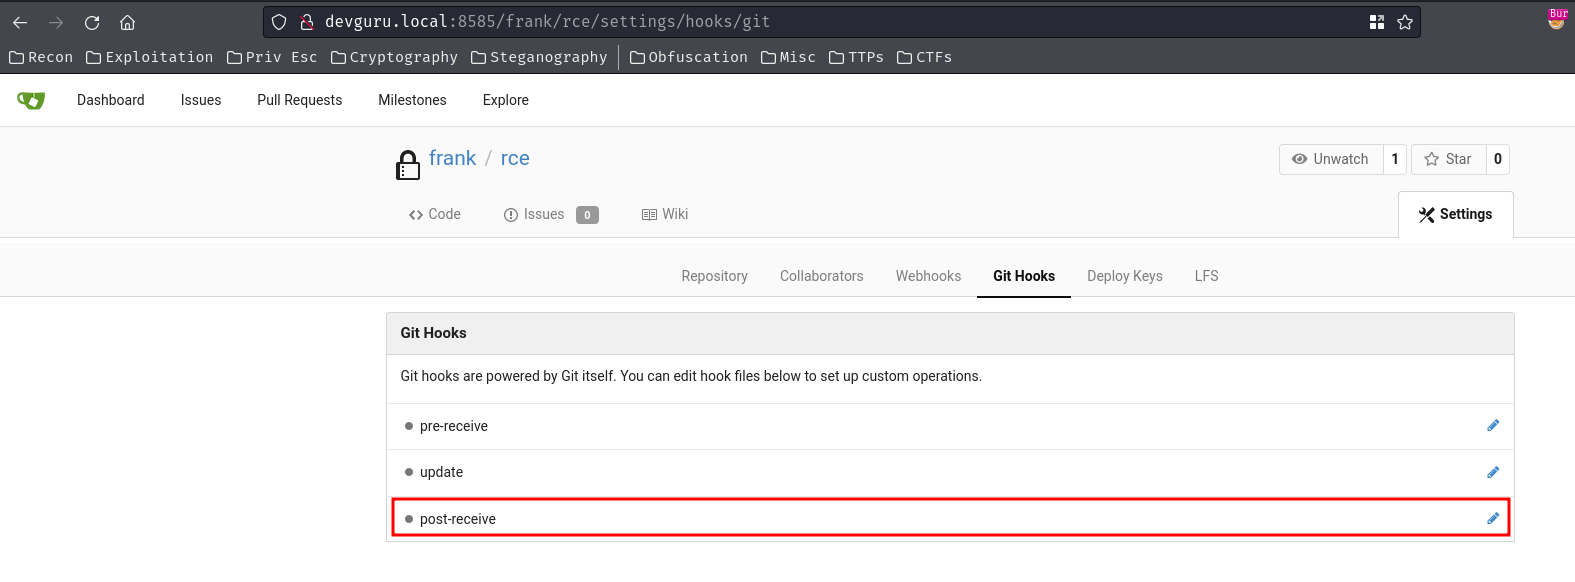 devguru.local:8585/frank/rce/settings/hooks/git
Bur
Recon Exploitation Priv Esc Cryptography Steganography Obfuscation Misc TTPs CTFs
Dashboard Issues Pull Requests Milestones Explore
frank / rce
Unwatch 1 Star 0
Code Issues 0 Wiki Settings
Repository Collaborators Webhooks Git Hooks Deploy Keys LFS
Git Hooks
Git hooks are powered by Git itself. You can edit hook files below to set up custom operations.
pre-receive
update
post-receive